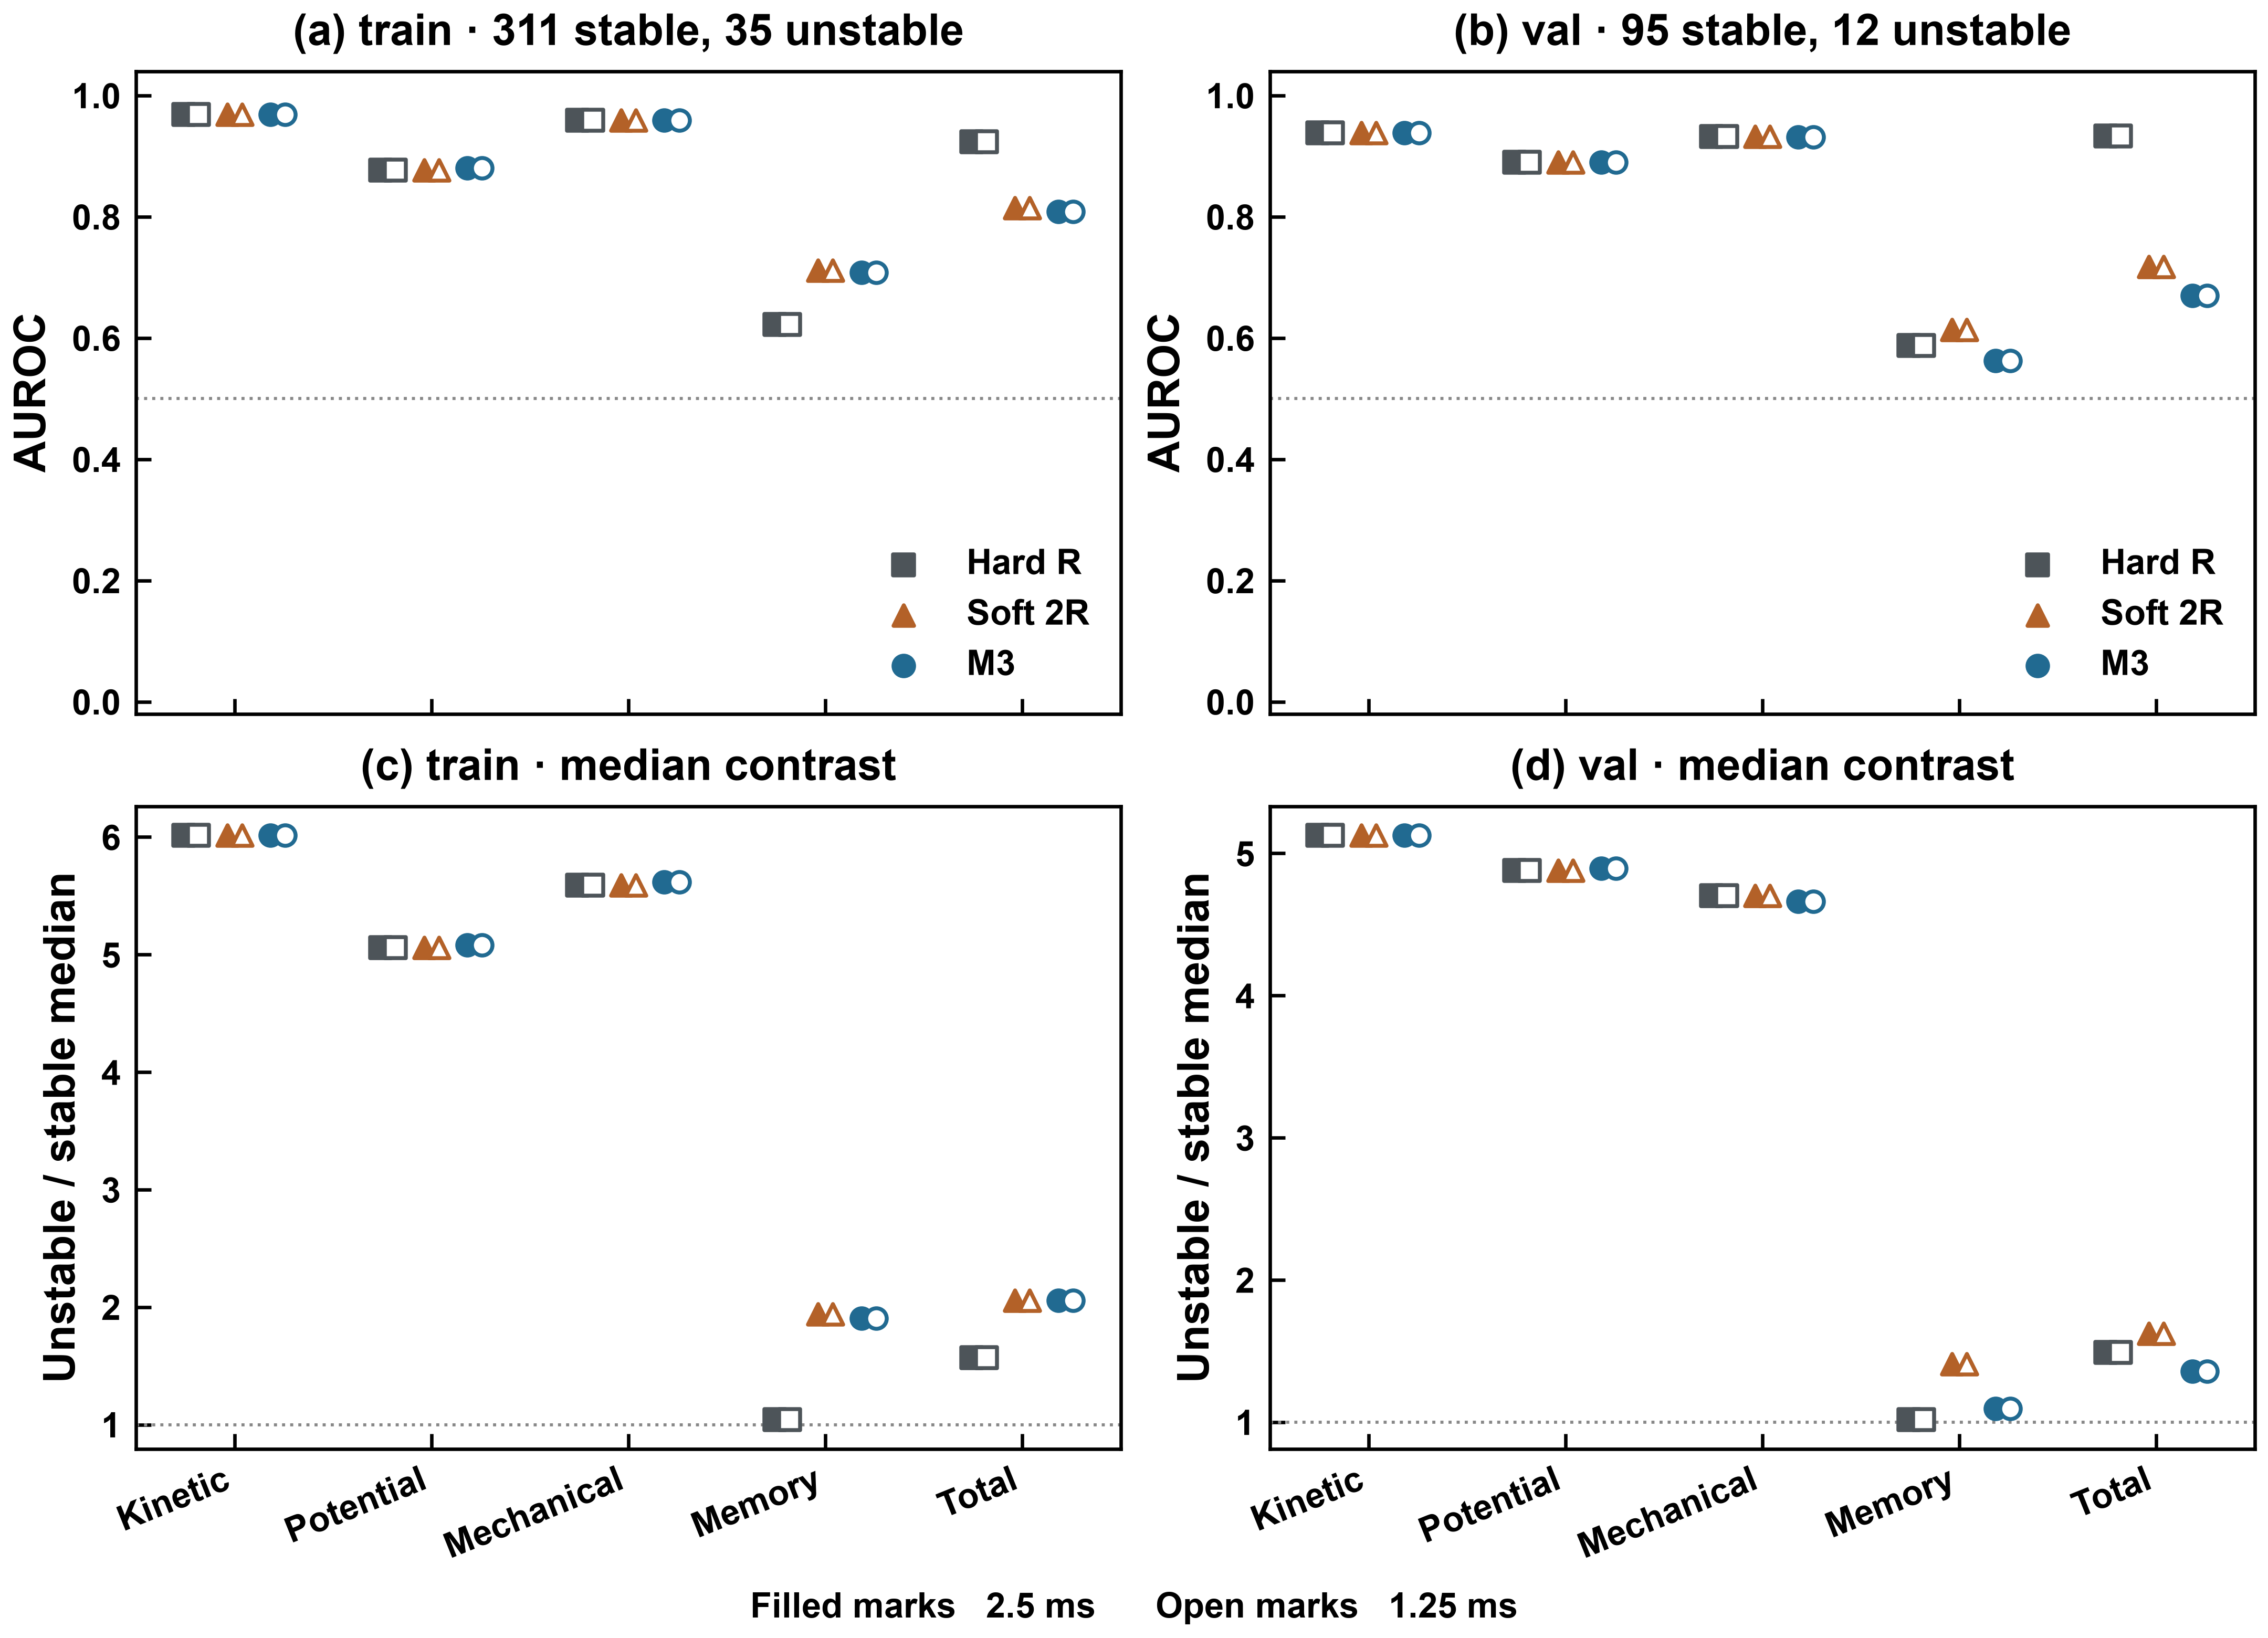 (a) train · 311 stable, 35 unstable
AUROC
1.0
0.8
0.6
0.4
0.2
0.0
Hard R
Soft 2R
M3
(b) val · 95 stable, 12 unstable
AUROC
1.0
0.8
0.6
0.4
0.2
0.0
Hard R
Soft 2R
M3
(c) train · median contrast
Unstable / stable median
6
5
4
3
2
1
Kinetic
Potential
Mechanical
Memory
Total
(d) val · median contrast
Unstable / stable median
5
4
3
2
1
Kinetic
Potential
Mechanical
Memory
Total
Filled marks 2.5 ms Open marks 1.25 ms